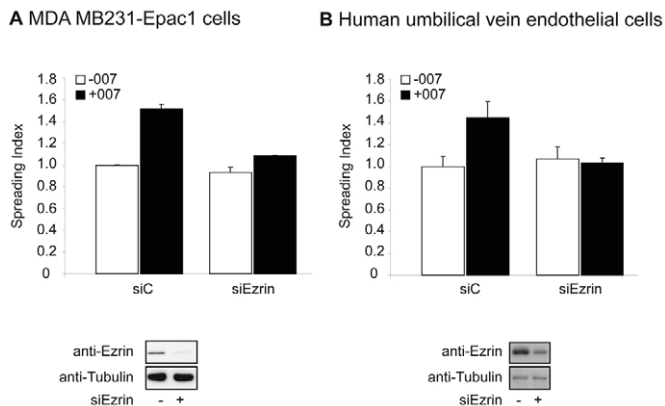 A MDA MB231-Epac1 cells
1.8
1.6
1.4
1.2
1.0
0.8
0.6
0.4
0.2
0
Spreading Index
-007
+007
siC
siEzrin
anti-Ezrin
anti-Tubulin
siEzrin - +
B Human umbilical vein endothelial cells
1.8
1.6
1.4
1.2
1.0
0.8
0.6
0.4
1.2
0
Spreading Index
-007
+007
siC
siEzrin
anti-Ezrin
anti-Tubulin
siEzrin - +